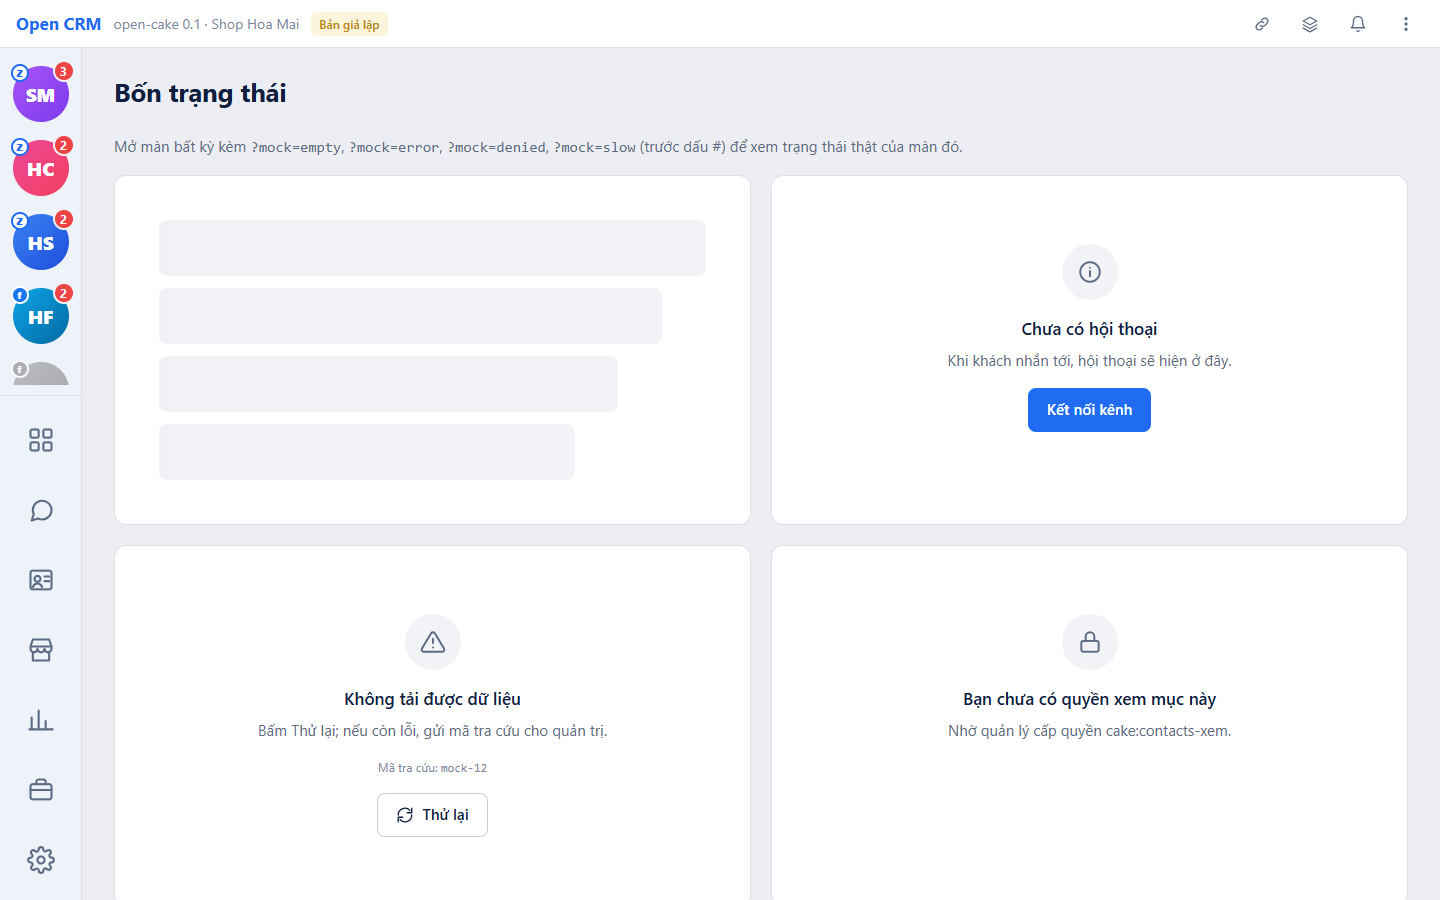 Open CRM open-cake 0.1 · Shop Hoa Mai Bản giả lập
z 3
SM
z 2
HC
z 2
HS
f 2
HF
f
Bốn trạng thái
Mở màn bất kỳ kèm ?mock=empty, ?mock=error, ?mock=denied, ?mock=slow (trước dấu #) để xem trạng thái thật của màn đó.
Chưa có hội thoại
Khi khách nhắn tới, hội thoại sẽ hiện ở đây.
Kết nối kênh
Không tải được dữ liệu
Bấm Thử lại; nếu còn lỗi, gửi mã tra cứu cho quản trị.
Mã tra cứu: mock-12
Thử lại
Bạn chưa có quyền xem mục này
Nhờ quản lý cấp quyền cake:contacts-xem.